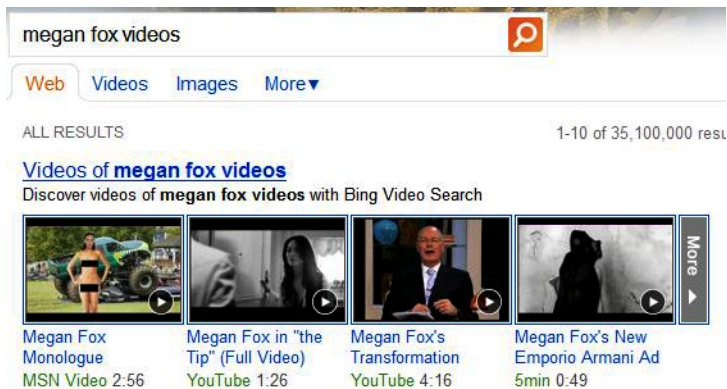 megan fox videos
Web Videos Images More▼
ALL RESULTS 1-10 of 35,100,000 resu
Videos of megan fox videos
Discover videos of megan fox videos with Bing Video Search
More
Megan Fox Monologue
MSN Video 2:56
Megan Fox in "the Tip" (Full Video)
YouTube 1:26
Megan Fox's Transformation
YouTube 4:16
Megan Fox's New Emporio Armani Ad
5min 0:49